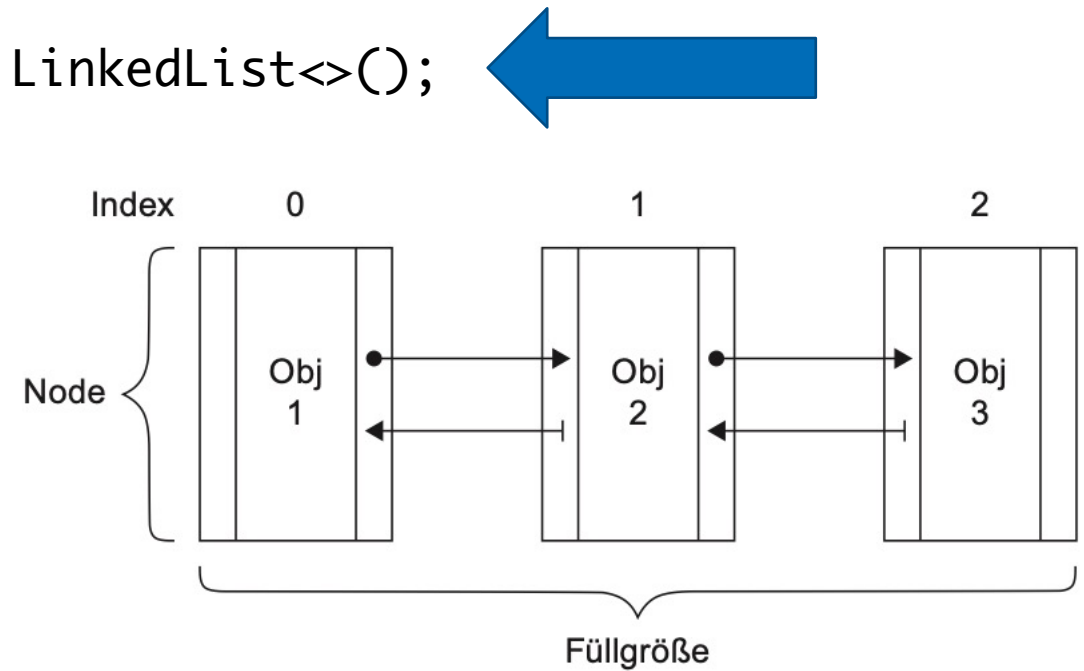 LinkedList<>();
Index 0 1 2
Node
Obj 1
Obj 2
Obj 3
Füllgröße